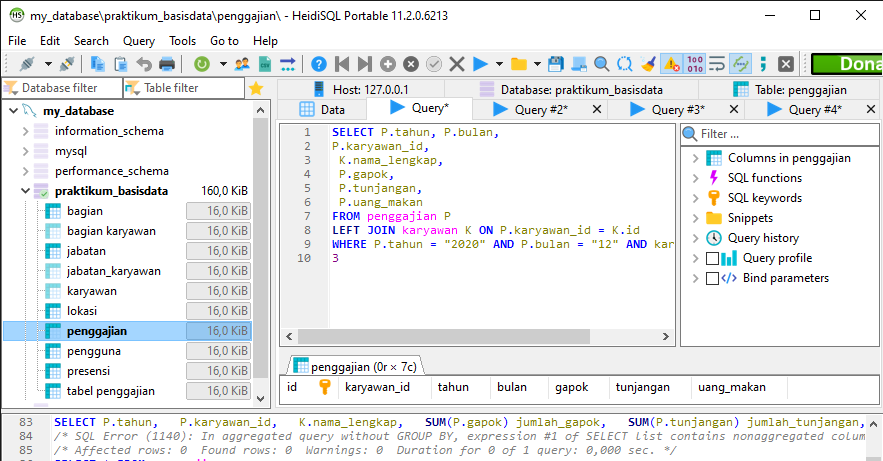 my_database\praktikum_basisdata\penggajian\ - HeidiSQL Portable 11.2.0.6213
File Edit Search Query Tools Go to Help
Dona
Database filter Table filter
my_database
information_schema
mysql
performance_schema
praktikum_basisdata 160,0 KiB
bagian 16,0 KiB
bagian karyawan 16,0 KiB
jabatan 16,0 KiB
jabatan_karyawan 16,0 KiB
karyawan 16,0 KiB
lokasi 16,0 KiB
penggajian 16,0 KiB
pengguna 16,0 KiB
presensi 16,0 KiB
tabel penggajian 16,0 KiB
Host: 127.0.0.1 Database: praktikum_basisdata Table: penggajian
Data Query* Query #2* Query #3* Query #4*
1 SELECT P.tahun, P.bulan,
2 P.karyawan_id,
3 K.nama_lengkap,
4 P.gapok,
5 P.tunjangan,
6 P.uang_makan
7 FROM penggajian P
8 LEFT JOIN karyawan K ON P.karyawan_id = K.id
9 WHERE P.tahun = "2020" AND P.bulan = "12" AND kar
10 3
Filter ...
Columns in penggajian
SQL functions
SQL keywords
Snippets
Query history
Query profile
Bind parameters
penggajian (0r × 7c)
id karyawan_id tahun bulan gapok tunjangan uang_makan
83 SELECT P.tahun, P.karyawan_id, K.nama_lengkap, SUM(P.gapok) jumlah_gapok, SUM(P.tunjangan) jumlah_tunjangan,
84 /* SQL Error (1140): In aggregated query without GROUP BY, expression #1 of SELECT list contains nonaggregated colum
85 /* Affected rows: 0 Found rows: 0 Warnings: 0 Duration for 0 of 1 query: 0,000 sec. */